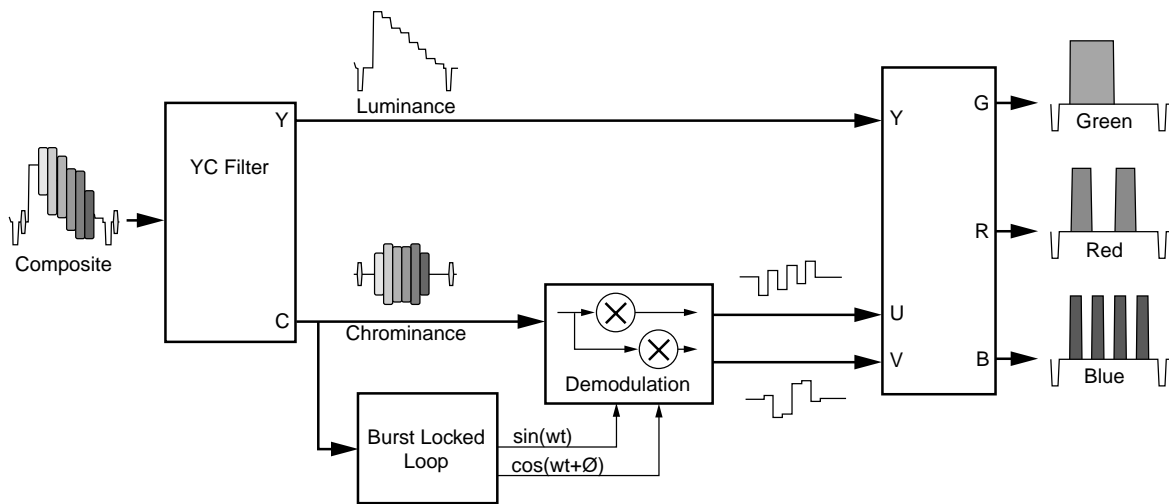 Luminance
Y
YC Filter
Composite
C
Chrominance
Demodulation
Burst Locked
Loop
sin(wt)
cos(wt+Ø)
Y
U
V
G
R
B
Green
Red
Blue